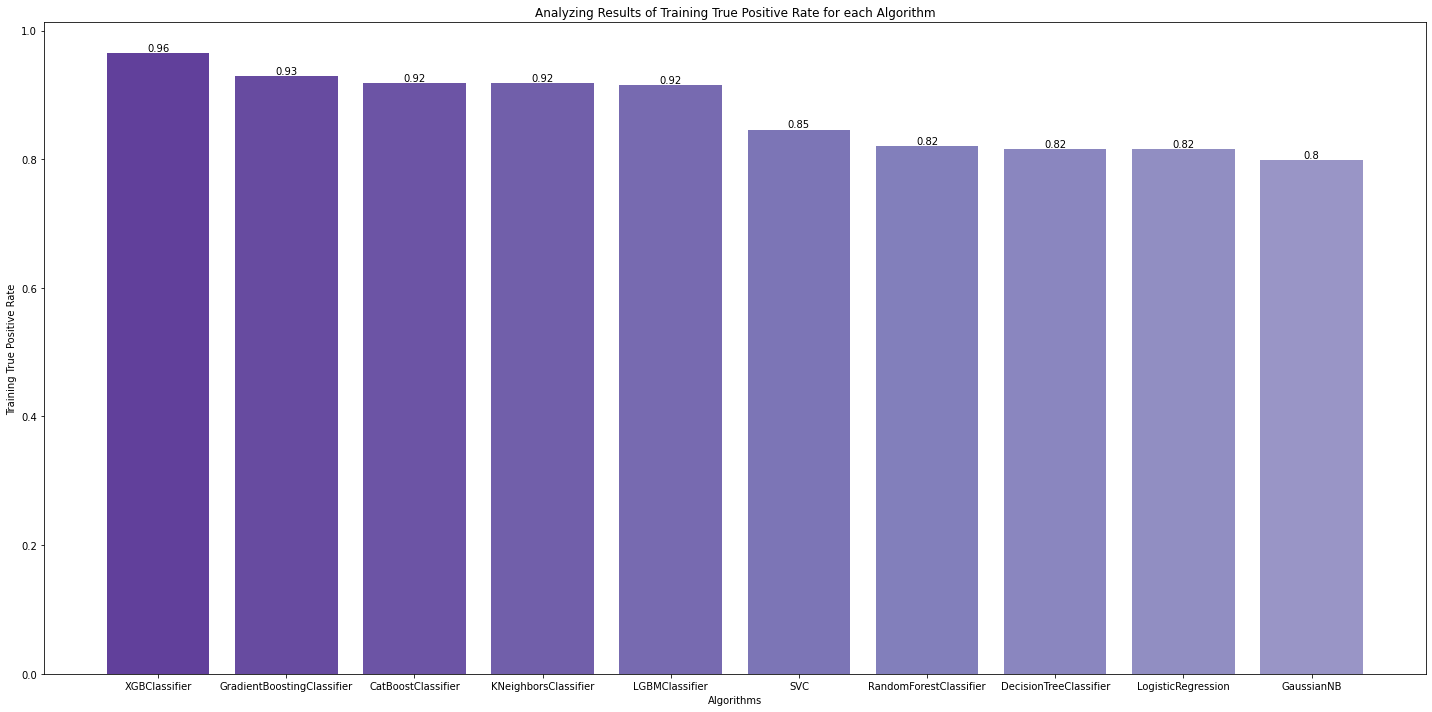 Analyzing Results of Training True Positive Rate for each Algorithm
1.0
0.8
0.6
0.4
0.2
0.0
Training True Positive Rate
0.96
0.93
0.92
0.92
0.92
0.85
0.82
0.82
0.82
0.8
XGBClassifier
GradientBoostingClassifier
CatBoostClassifier
KNeighborsClassifier
LGBMClassifier
SVC
RandomForestClassifier
DecisionTreeClassifier
LogisticRegression
GaussianNB
Algorithms